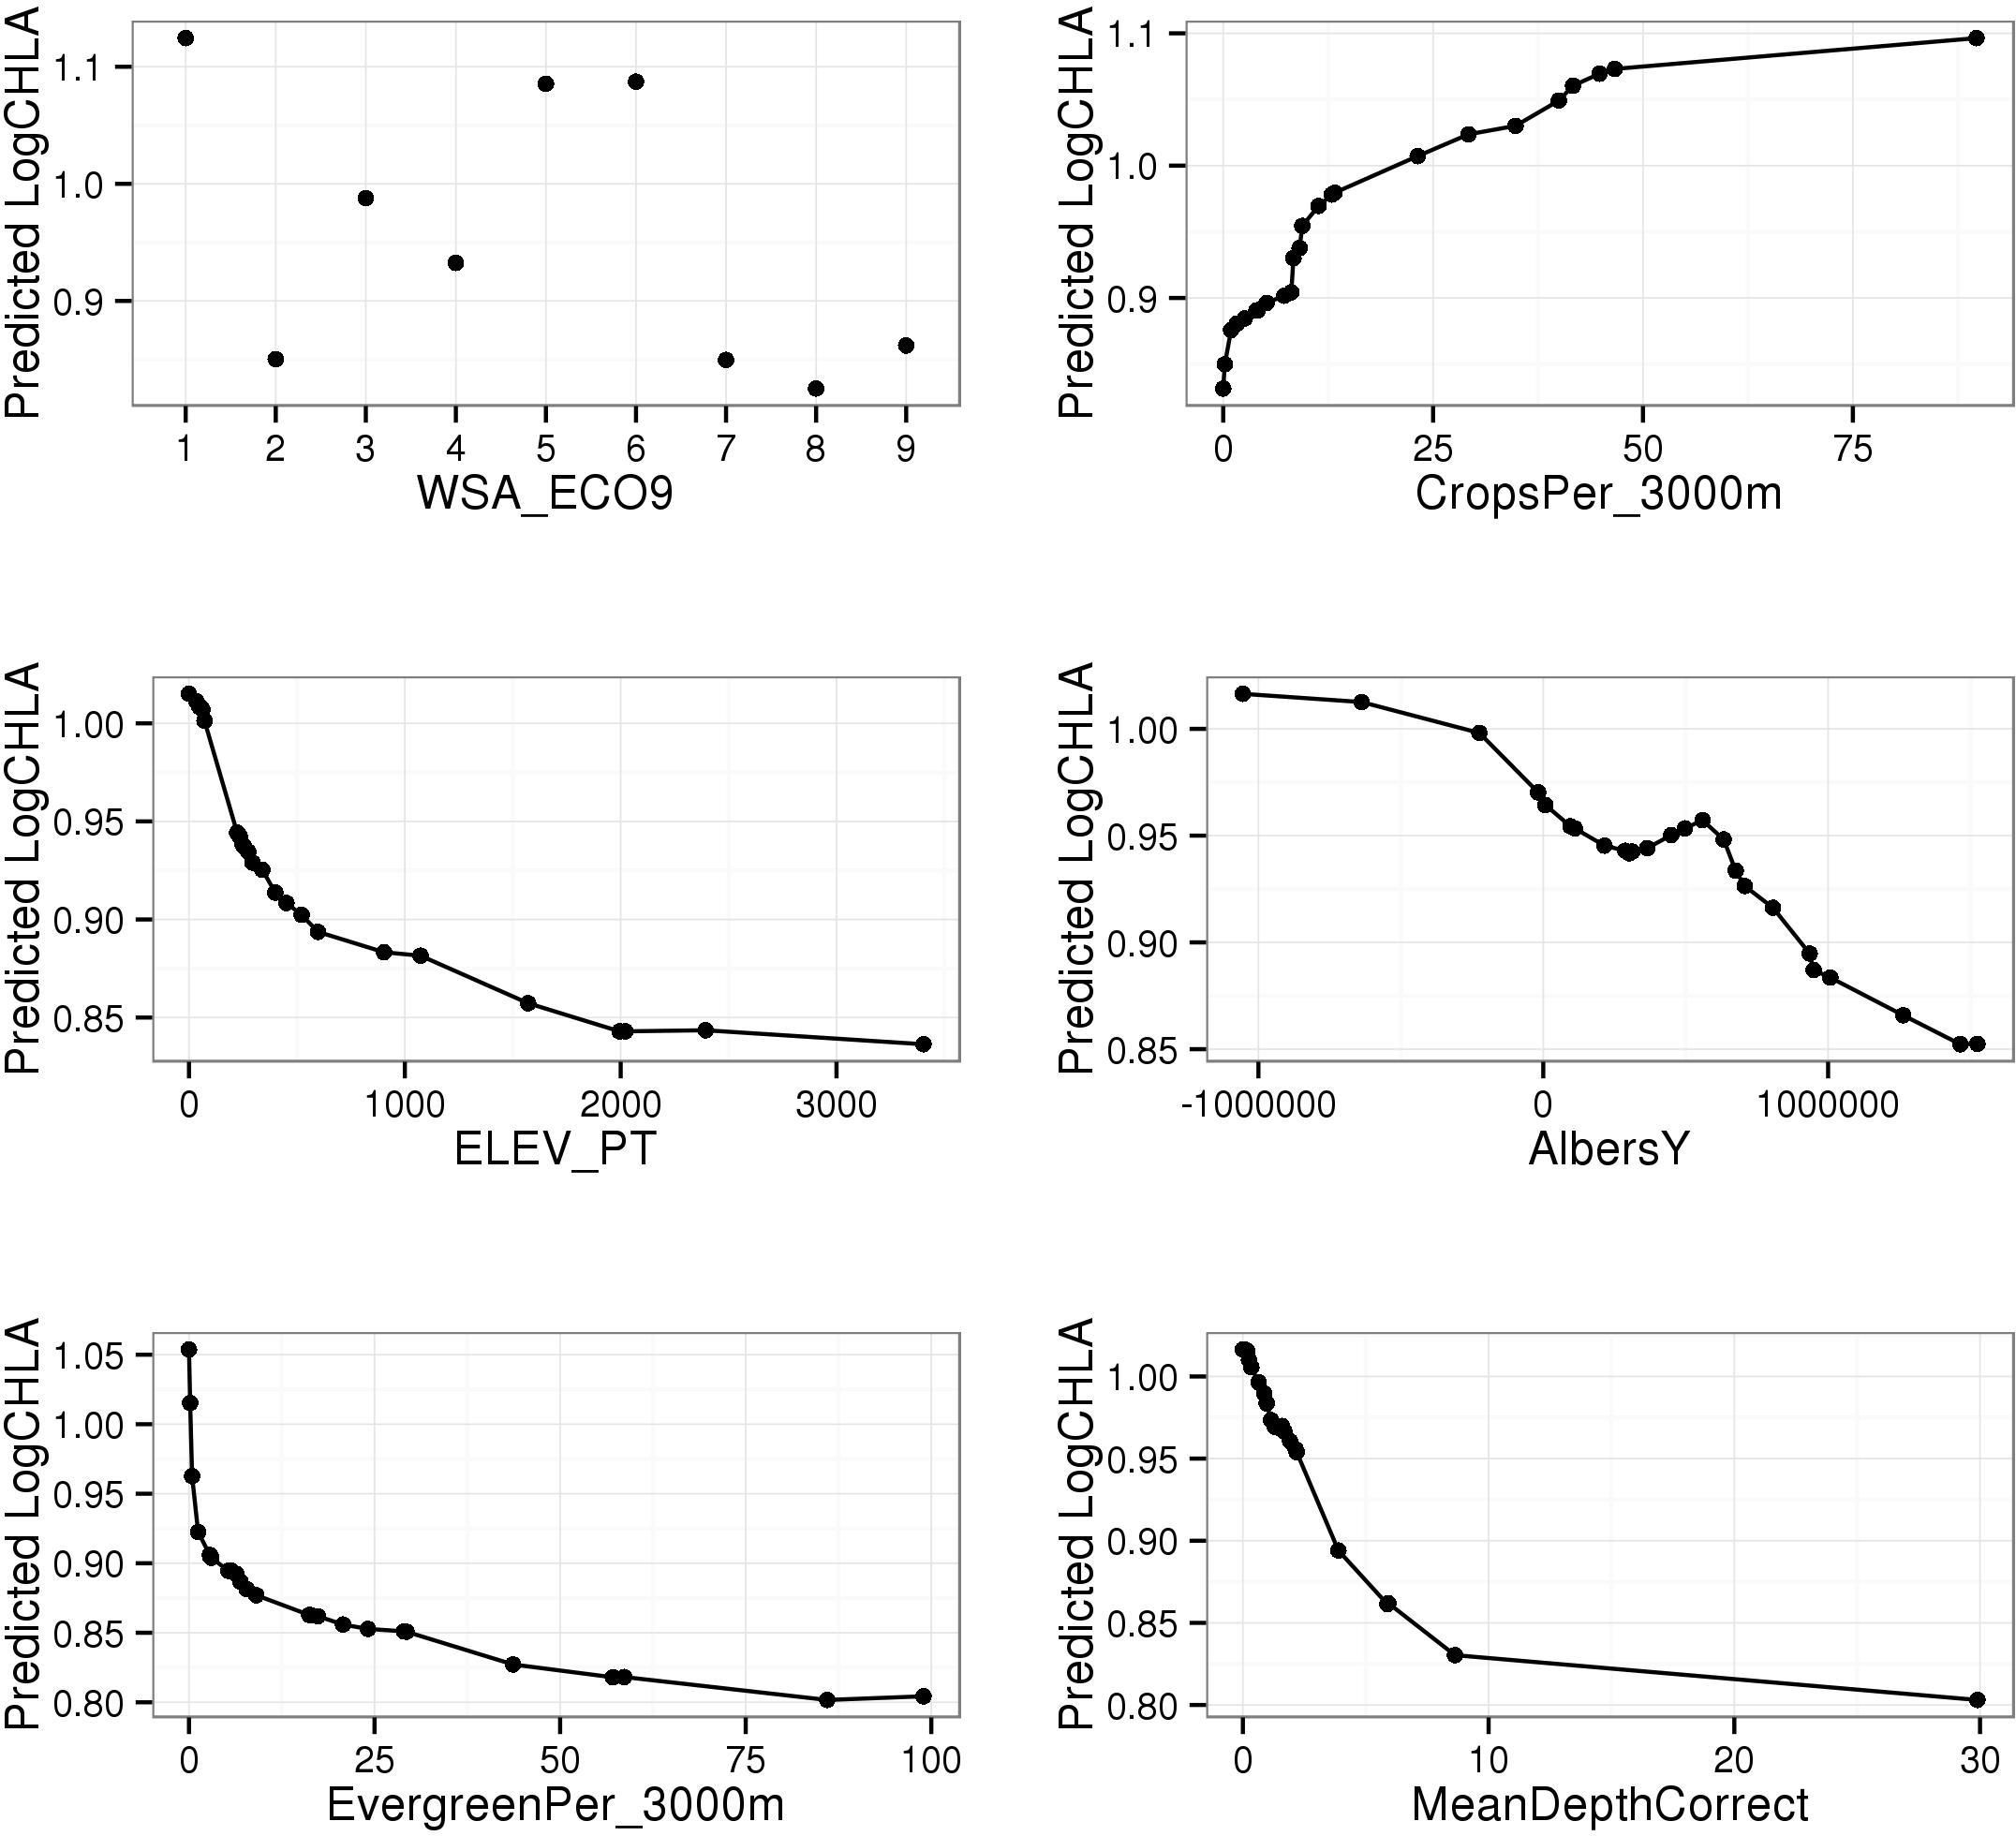 Predicted LogCHLA
1.1
1.0
0.9
1 2 3 4 5 6 7 8 9
WSA_ECO9
Predicted LogCHLA
1.1
1.0
0.9
0 25 50 75
CropsPer_3000m
Predicted LogCHLA
1.00
0.95
0.90
0.85
0 1000 2000 3000
ELEV_PT
Predicted LogCHLA
1.00
0.95
0.90
0.85
-1000000 0 1000000
AlbersY
Predicted LogCHLA
1.05
1.00
0.95
0.90
0.85
0.80
0 25 50 75 100
EvergreenPer_3000m
Predicted LogCHLA
1.00
0.95
0.90
0.85
0.80
0 10 20 30
MeanDepthCorrect